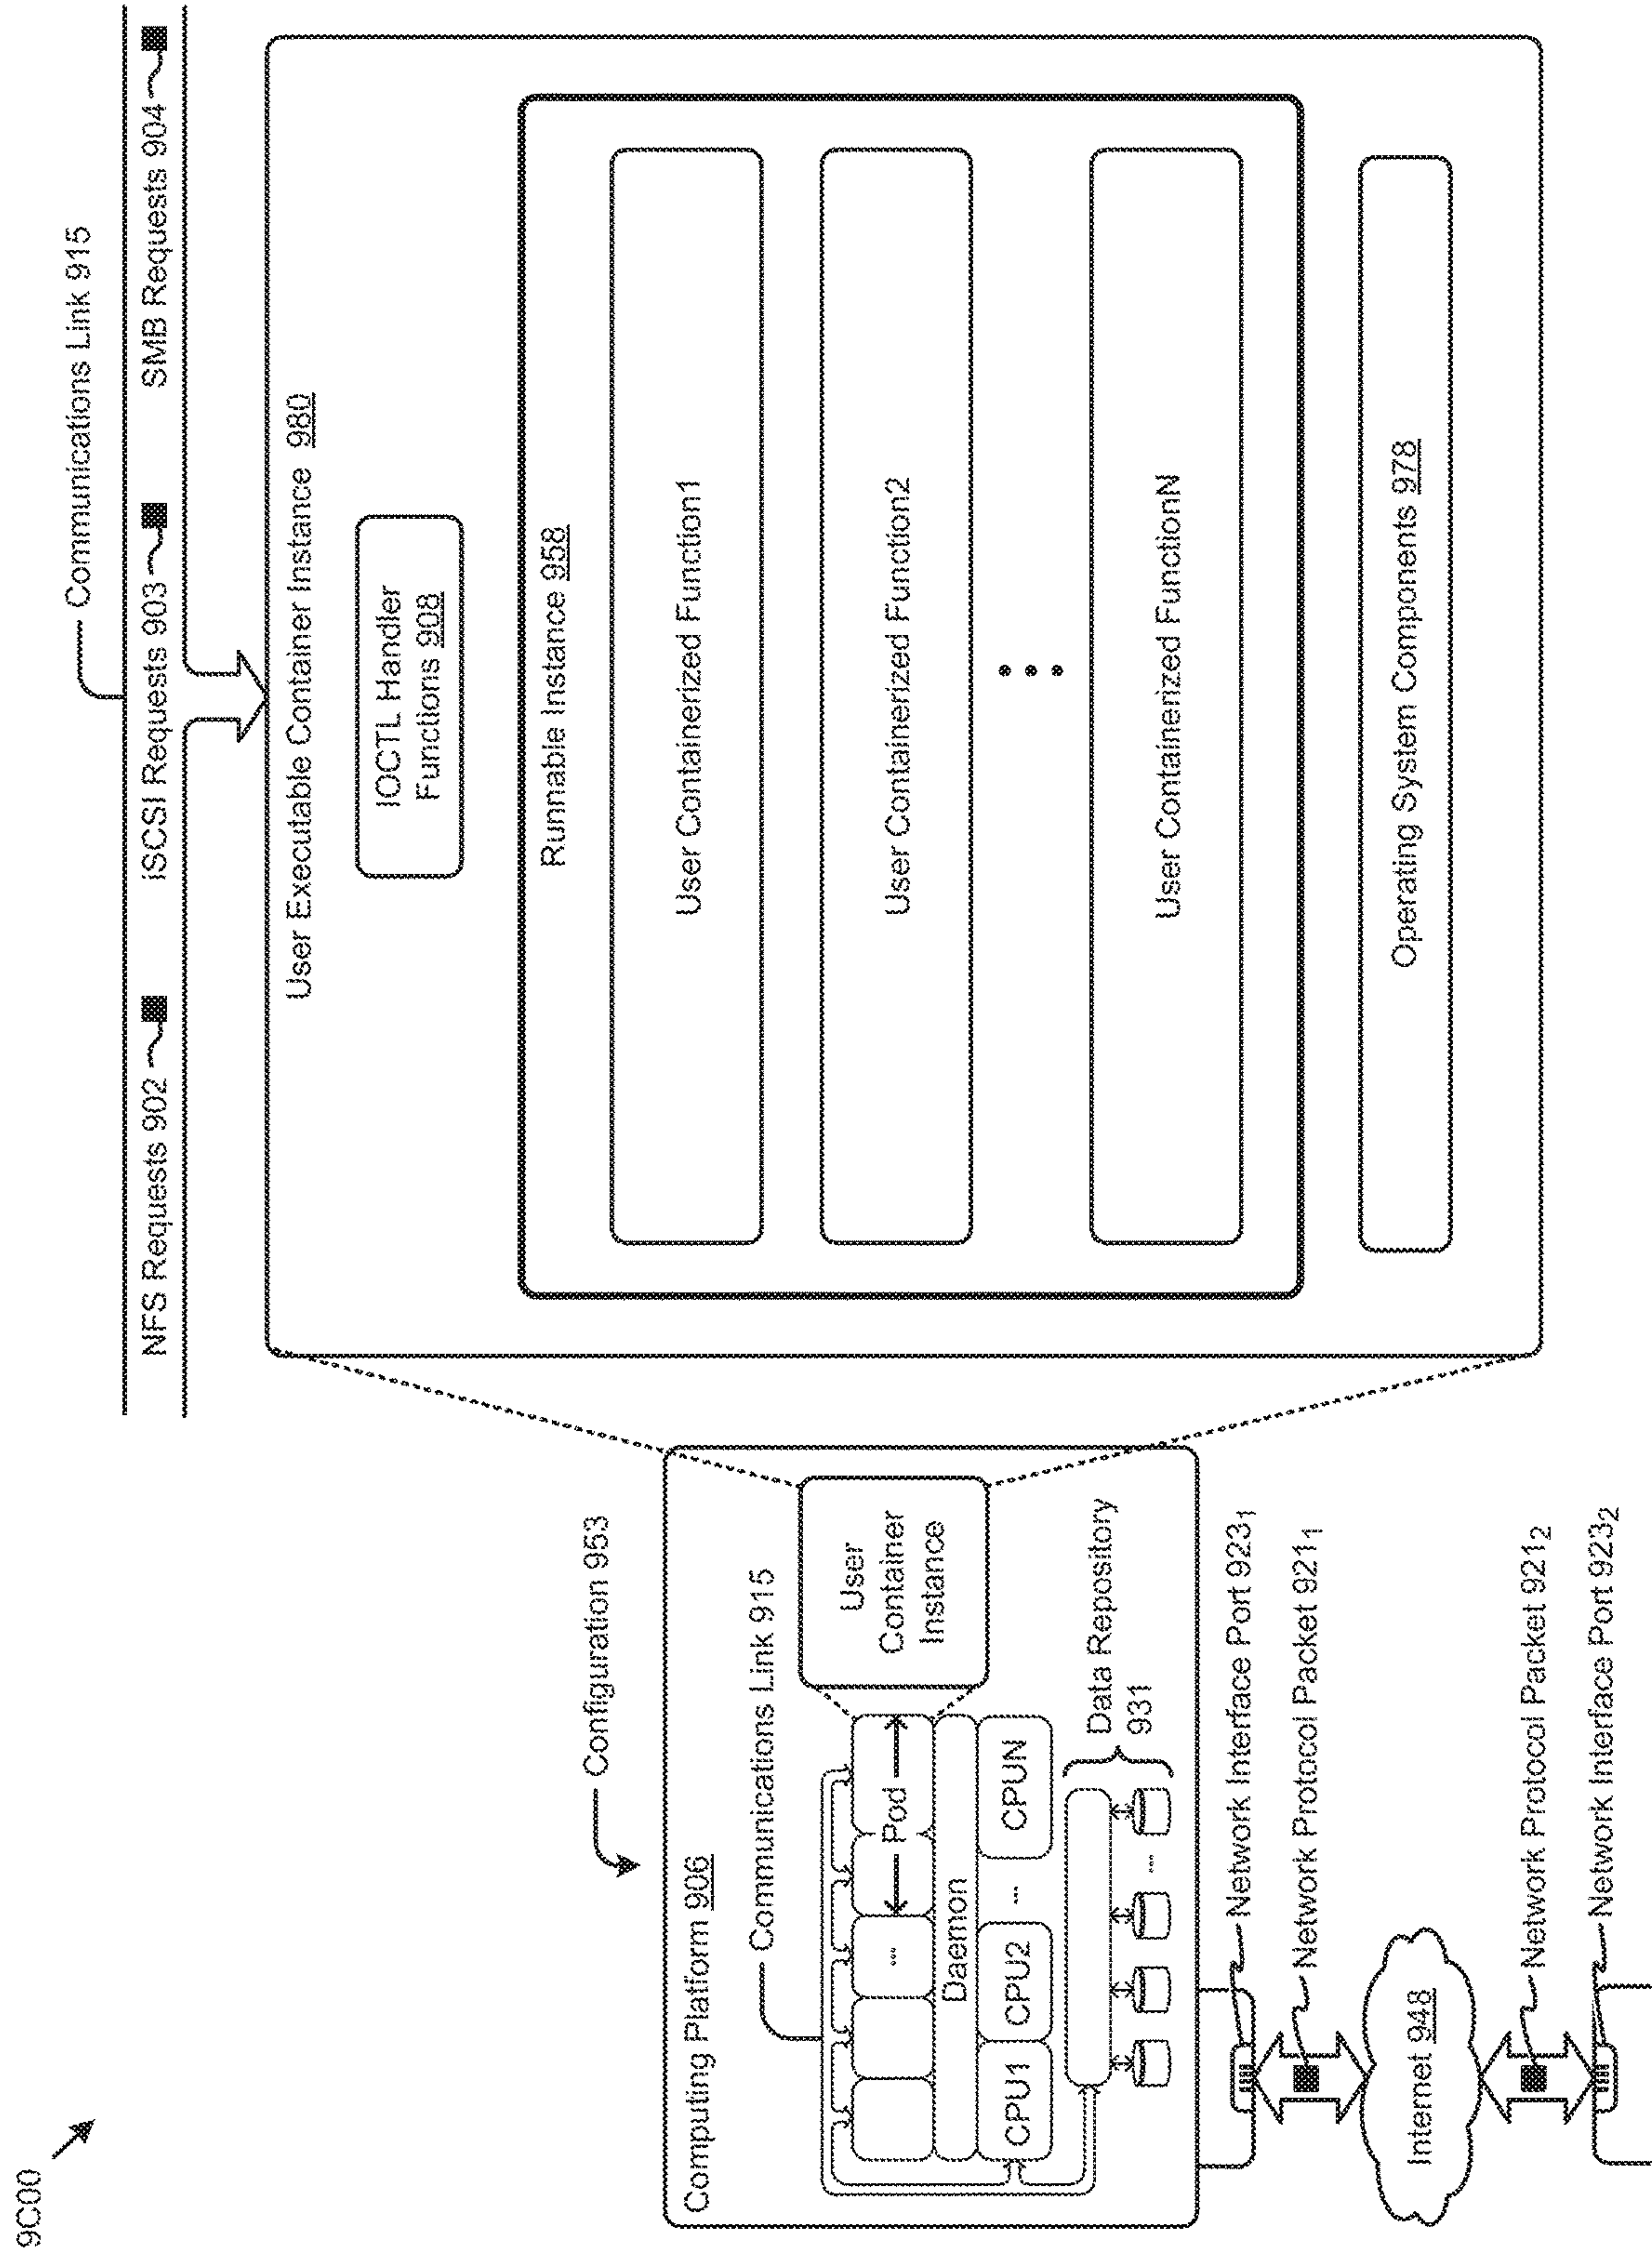 9C00
Communications Link 915
NFS Requests 902
iSCSI Requests 903
SMB Requests 904
Configuration 953
Computing Platform 906
Communications Link 915
...
Pod
Daemon
CPU1
CPU2
...
CPUN
User
Container
Instance
Data Repository
931
...
Network Interface Port 923₁
Network Protocol Packet 921₁
Internet 948
Network Protocol Packet 921₂
Network Interface Port 923₂
User Executable Container Instance 980
IOCTL Handler
Functions 908
Runnable Instance 958
User Containerized Function1
User Containerized Function2
User Containerized FunctionN
Operating System Components 978